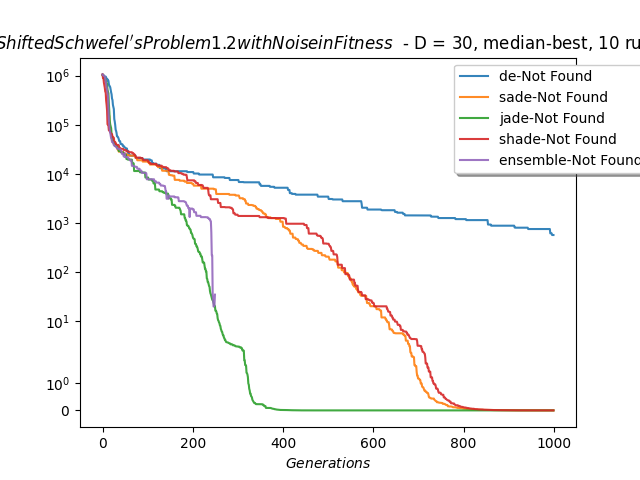 ShiftedSchwefel'sProblem1.2withNoiseinFitness - D = 30, median-best, 10 ru
10^6
10^5
10^4
10^3
10^2
10^1
10^0
0
de-Not Found
sade-Not Found
jade-Not Found
shade-Not Found
ensemble-Not Found
0 200 400 600 800 1000
Generations